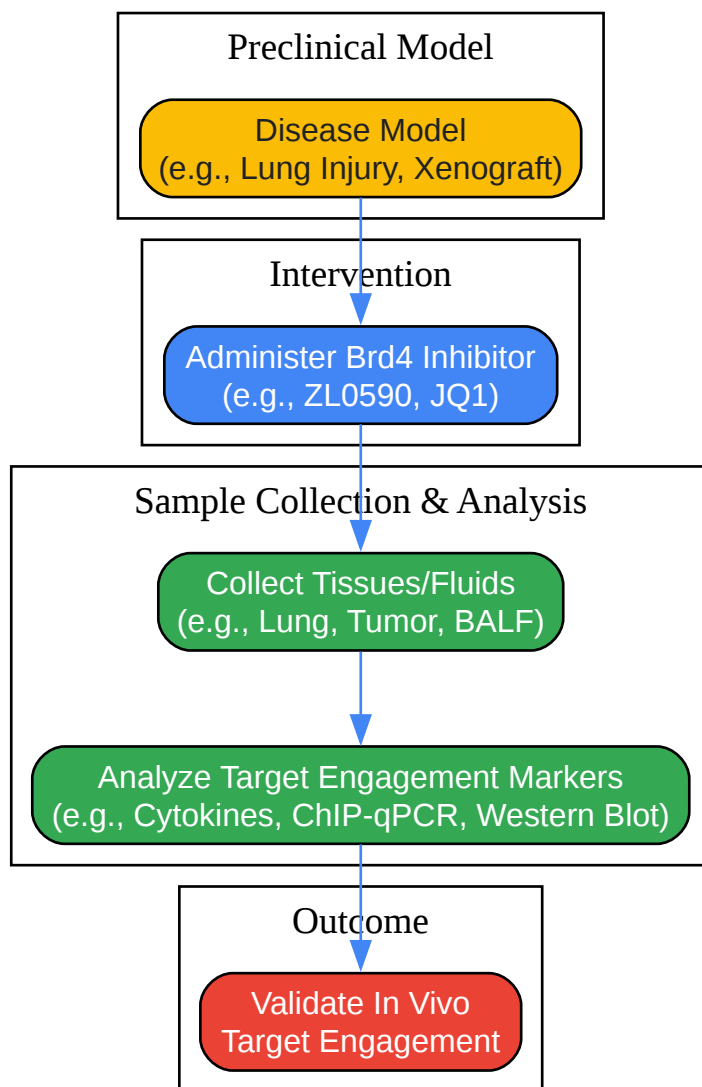 Preclinical Model
Disease Model
(e.g., Lung Injury, Xenograft)
Intervention
Administer Brd4 Inhibitor
(e.g., ZL0590, JQ1)
Sample Collection & Analysis
Collect Tissues/Fluids
(e.g., Lung, Tumor, BALF)
Analyze Target Engagement Markers
(e.g., Cytokines, ChIP-qPCR, Western Blot)
Outcome
Validate In Vivo
Target Engagement